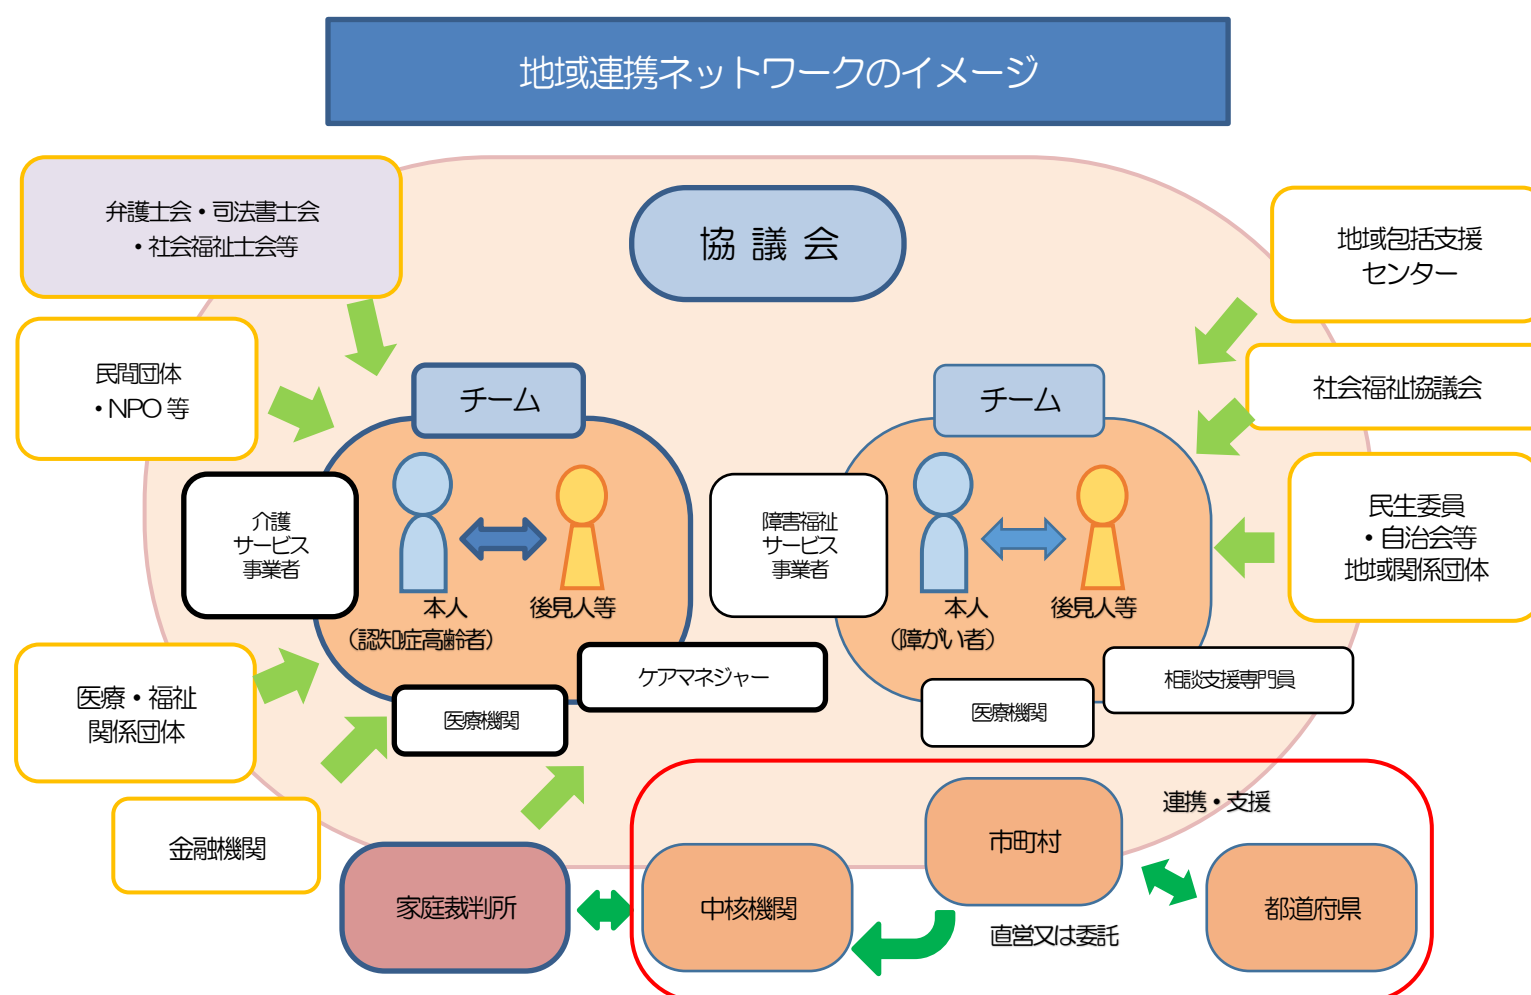 地域連携ネットワークのイメージ
弁護士会・司法書士会
・社会福祉士会等
協 議 会
地域包括支援
センター
民間団体
・NPO 等
チーム
チーム
社会福祉協議会
介護
サービス
事業者
障害福祉
サービス
事業者
民生委員
・自治会等
地域関係団体
本人
(認知症高齢者)
後見人等
本人
(障がい者)
後見人等
医療・福祉
関係団体
ケアマネジャー
医療機関
相談支援専門員
医療機関
金融機関
家庭裁判所
中核機関
市町村
連携・支援
都道府県
直営又は委託